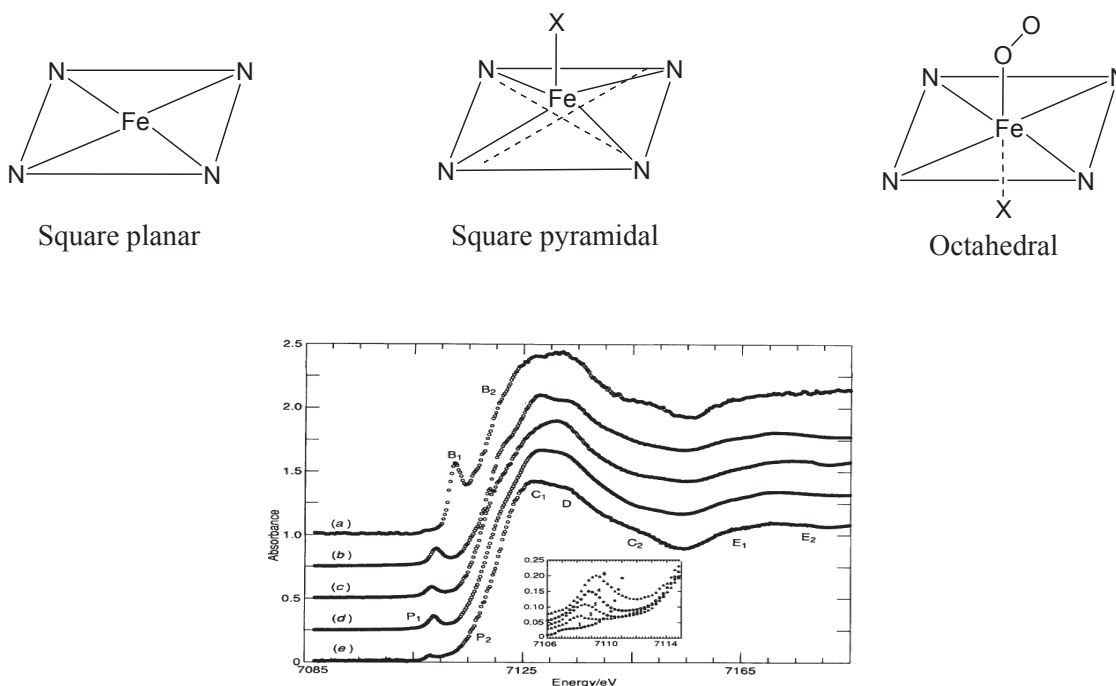 O
O
X
N N
Fe
N N
N N
Fe
N N
N N
Fe
N N
X
Square planar
Square pyramidal
Octahedral
2.5
2.0
1.5
1.0
0.5
0
Absorbance
B₂
B₁
(a)
(b)
(c)
(d)
(e)
P₁
P₂
C₁
D
C₂
E₁
E₂
0.25
0.20
0.15
0.10
0.05
0
7106 7110 7114
7085 7125 7165
Energy/eV